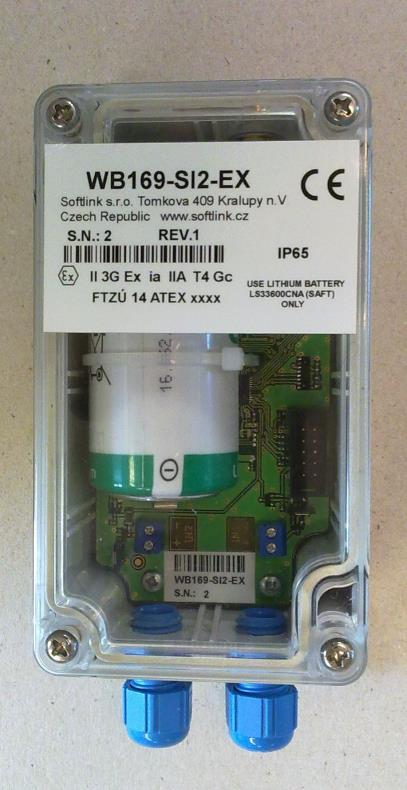 WB169-SI2-EX
CE
Softlink s.r.o. Tomkova 409 Kralupy n.V
Czech Republic www.softlink.cz
S.N.: 2 REV.1
IP65
Ex II 3G Ex ia IIA T4 Gc
FTZÚ 14 ATEX xxxx
USE LITHIUM BATTERY
LS33600CNA (SAFT)
ONLY
+ -
IN2
WB169-SI2-EX
S.N.: 2